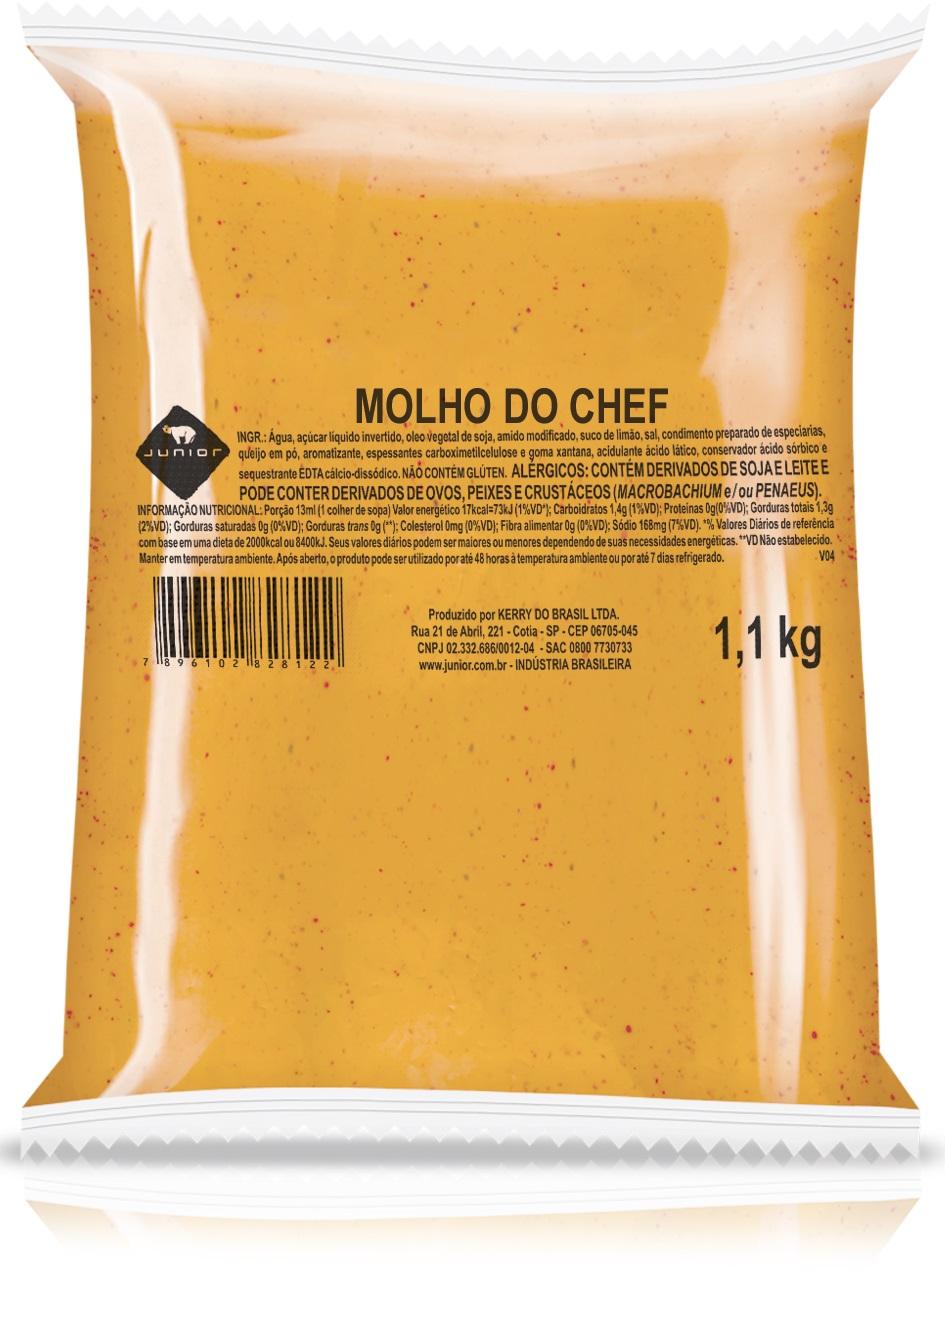 MOLHO DO CHEF
JUNIOR
INGR.: Água, açúcar líquido invertido, oleo vegetal de soja, amido modificado, suco de limão, sal, condimento preparado de especiarias,
queijo em pó, aromatizante, espessantes carboximetilcelulose e goma xantana, acidulante ácido lático, conservador ácido sórbico e
sequestrante EDTA cálcio-dissódico. NÃO CONTÉM GLÚTEN. ALÉRGICOS: CONTÉM DERIVADOS DE SOJA E LEITE E
PODE CONTER DERIVADOS DE OVOS, PEIXES E CRUSTÁCEOS (MACROBACHIUM e/ou PENAEUS).
INFORMAÇÃO NUTRICIONAL: Porção 13ml (1 colher de sopa) Valor energético 17kcal=73kJ (1%VD*); Carboidratos 1,4g (1%VD); Proteínas 0g(0%VD); Gorduras totais 1,3g
(2%VD); Gorduras saturadas 0g (0%VD); Gorduras trans 0g (**); Colesterol 0mg (0%VD); Fibra alimentar 0g (0%VD); Sódio 168mg (7%VD). *% Valores Diários de referência
com base em uma dieta de 2000kcal ou 8400kJ. Seus valores diários podem ser maiores ou menores dependendo de suas necessidades energéticas. **VD Não estabelecido.
Manter em temperatura ambiente. Após aberto, o produto pode ser utilizado por até 48 horas à temperatura ambiente ou por até 7 dias refrigerado. V04
7 896102 828122
Produzido por KERRY DO BRASIL LTDA.
Rua 21 de Abril, 221 - Cotia - SP - CEP 06705-045
CNPJ 02.332.686/0012-04 - SAC 0800 7730733
www.junior.com.br - INDÚSTRIA BRASILEIRA
1,1 kg